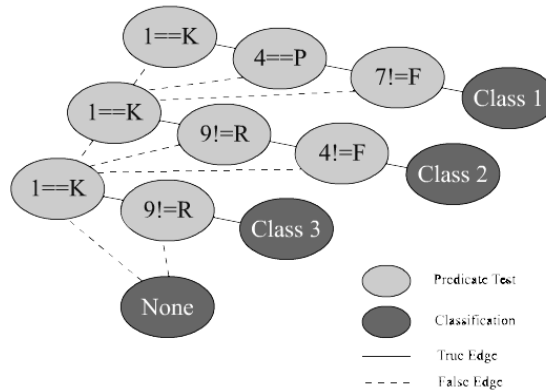 1==K
4==P
7!=F
Class 1
1==K
9!=R
4!=F
Class 2
1==K
9!=R
Class 3
None
Predicate Test
Classification
True Edge
False Edge